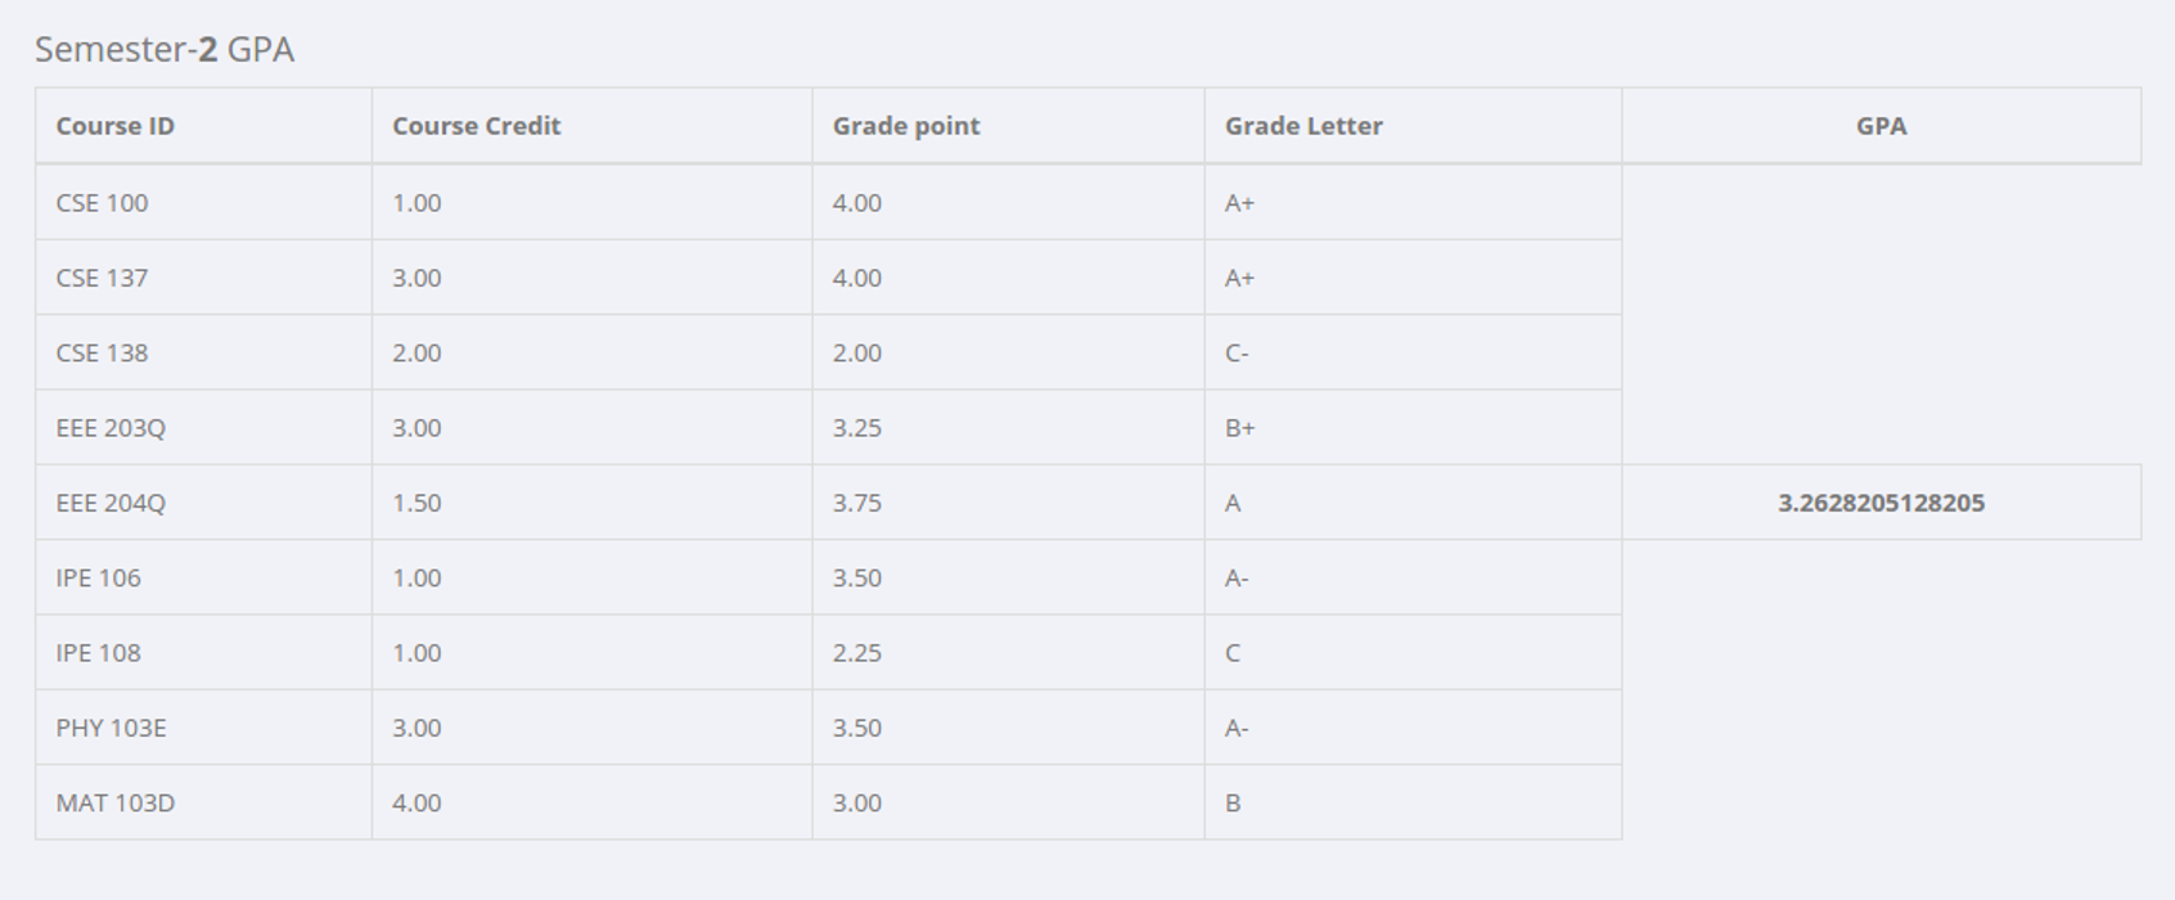 Semester-2 GPA
Course ID Course Credit Grade point Grade Letter GPA
CSE 100 1.00 4.00 A+
CSE 137 3.00 4.00 A+
CSE 138 2.00 2.00 C-
EEE 203Q 3.00 3.25 B+
EEE 204Q 1.50 3.75 A 3.2628205128205
IPE 106 1.00 3.50 A-
IPE 108 1.00 2.25 C
PHY 103E 3.00 3.50 A-
MAT 103D 4.00 3.00 B